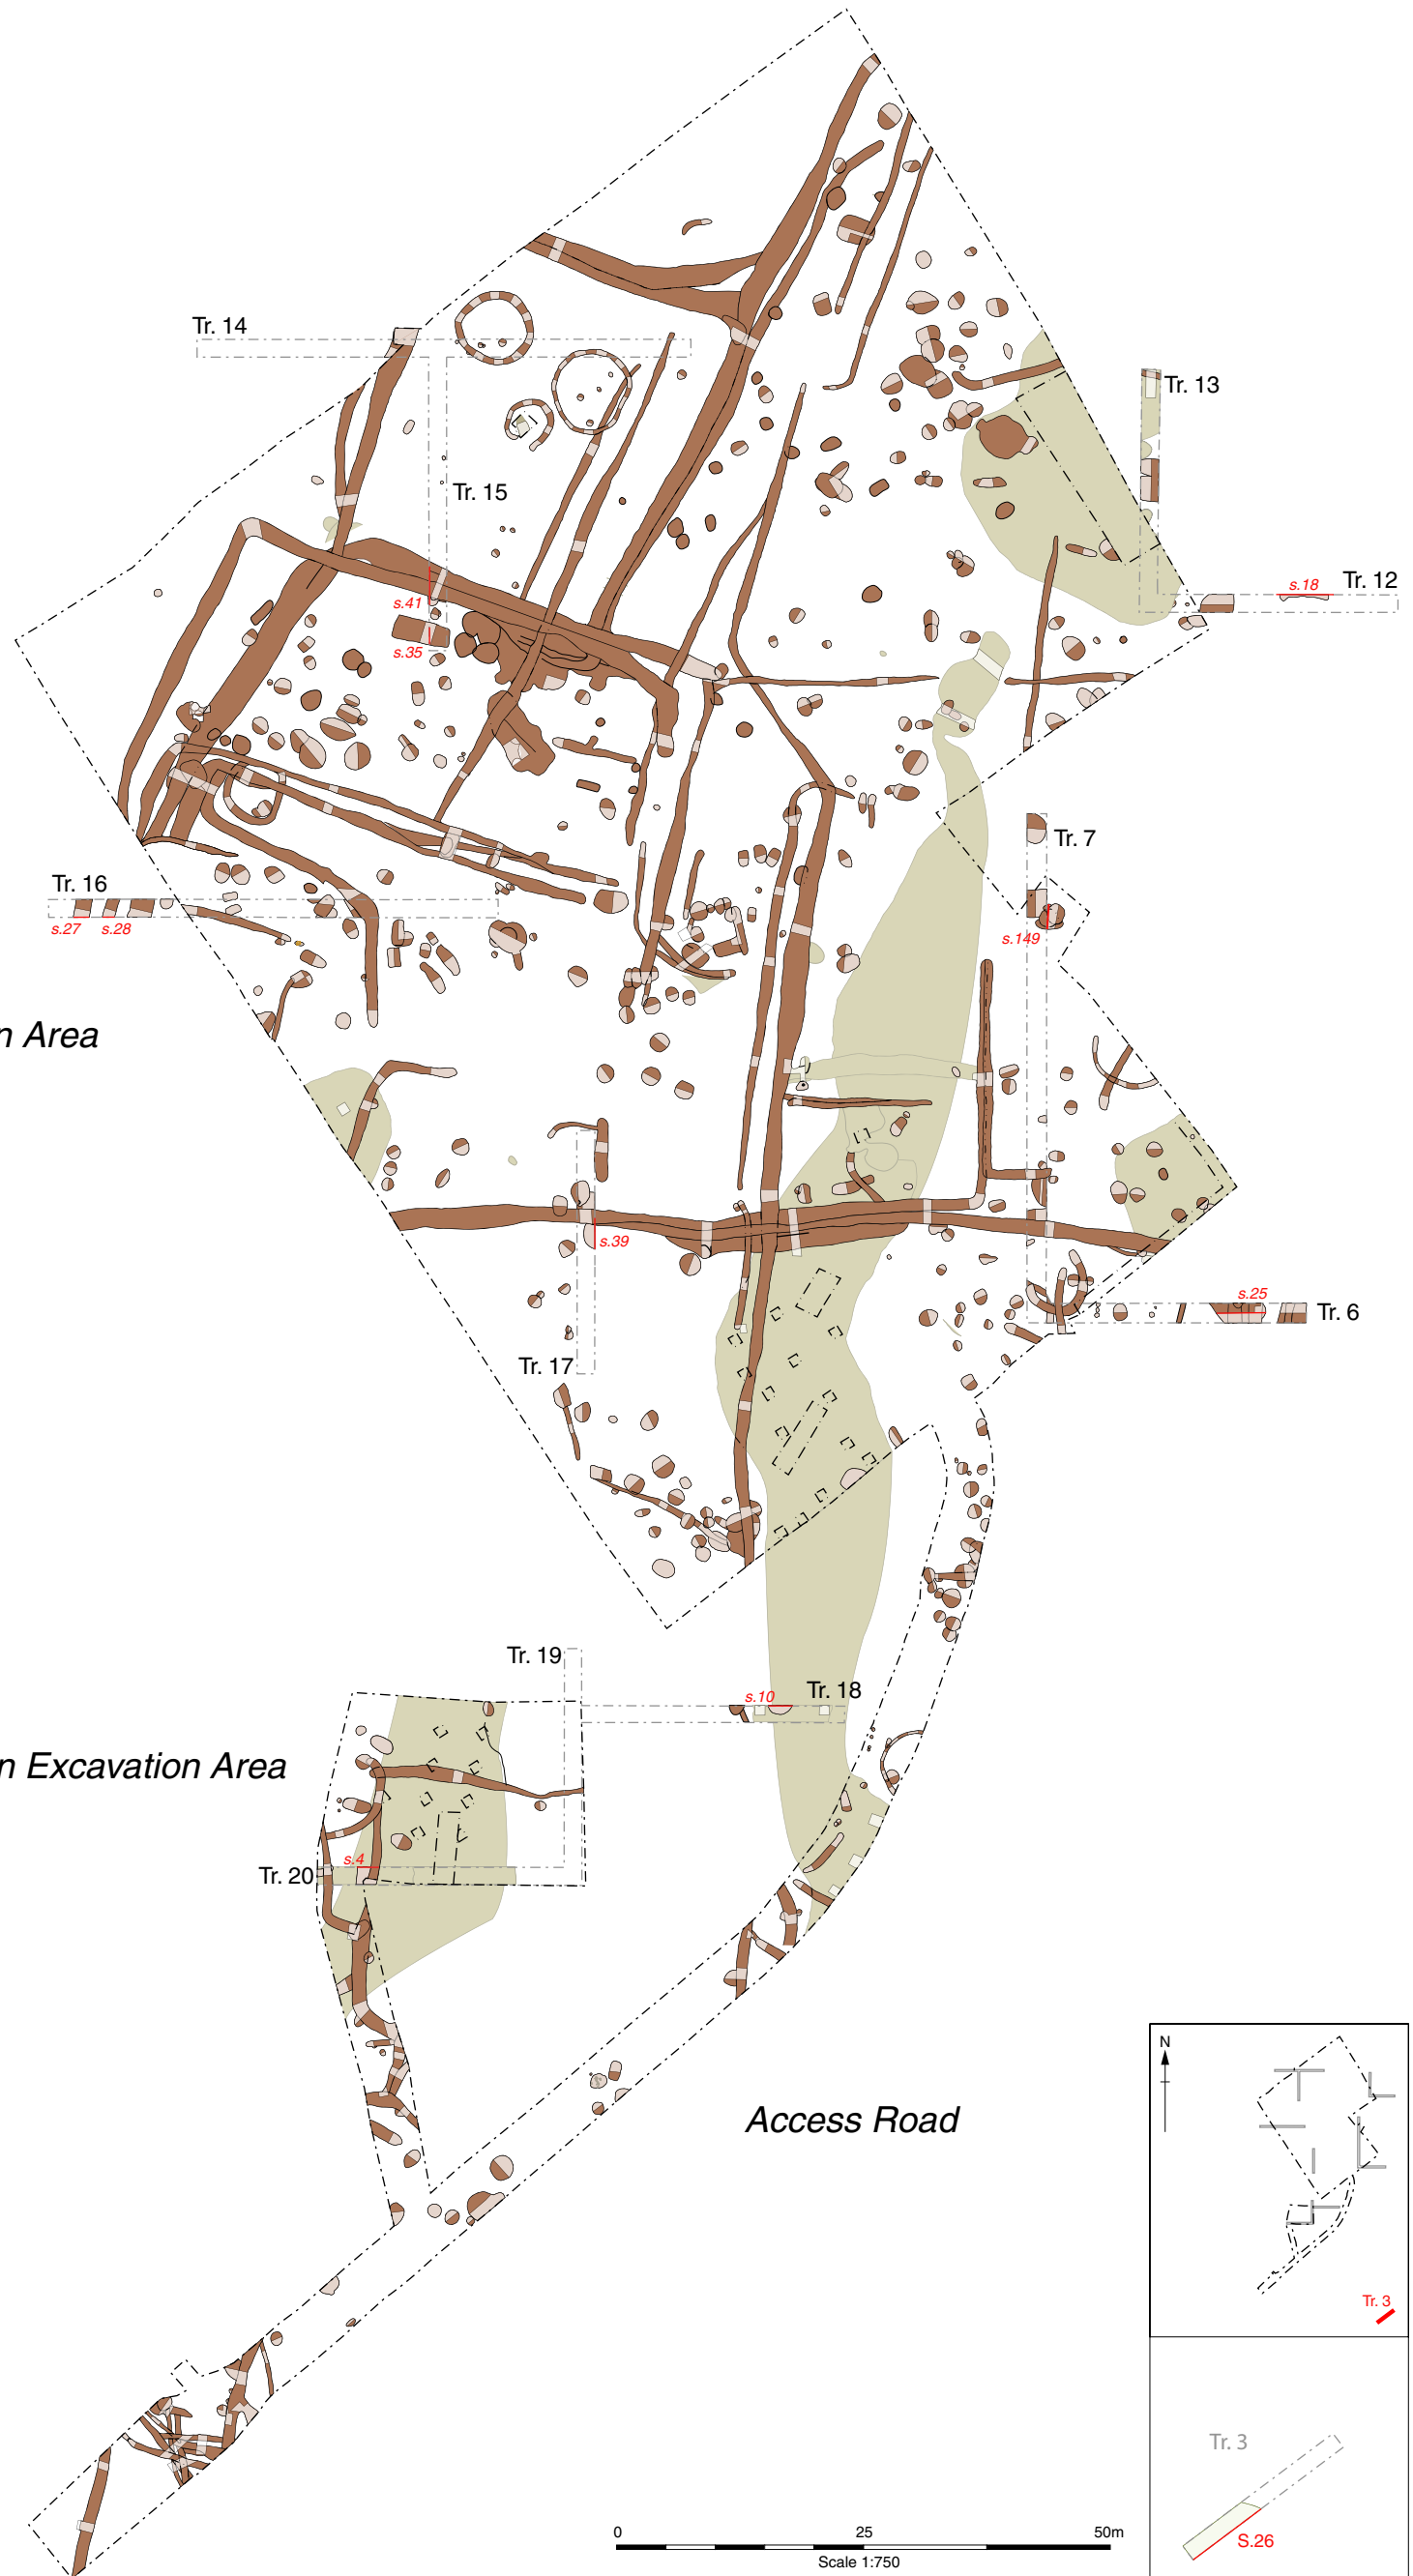 Tr. 14
Tr. 13
Tr. 15
s.18
Tr. 12
s.41
s.35
Tr. 7
Tr. 16
s.27
s.28
s.149
n Area
s.39
s.25
Tr. 6
Tr. 17
Tr. 19
s.10
Tr. 18
n Excavation Area
s.4
Tr. 20
N
Access Road
Tr. 3
Tr. 3
S.26
0
25
50m
Scale 1:750